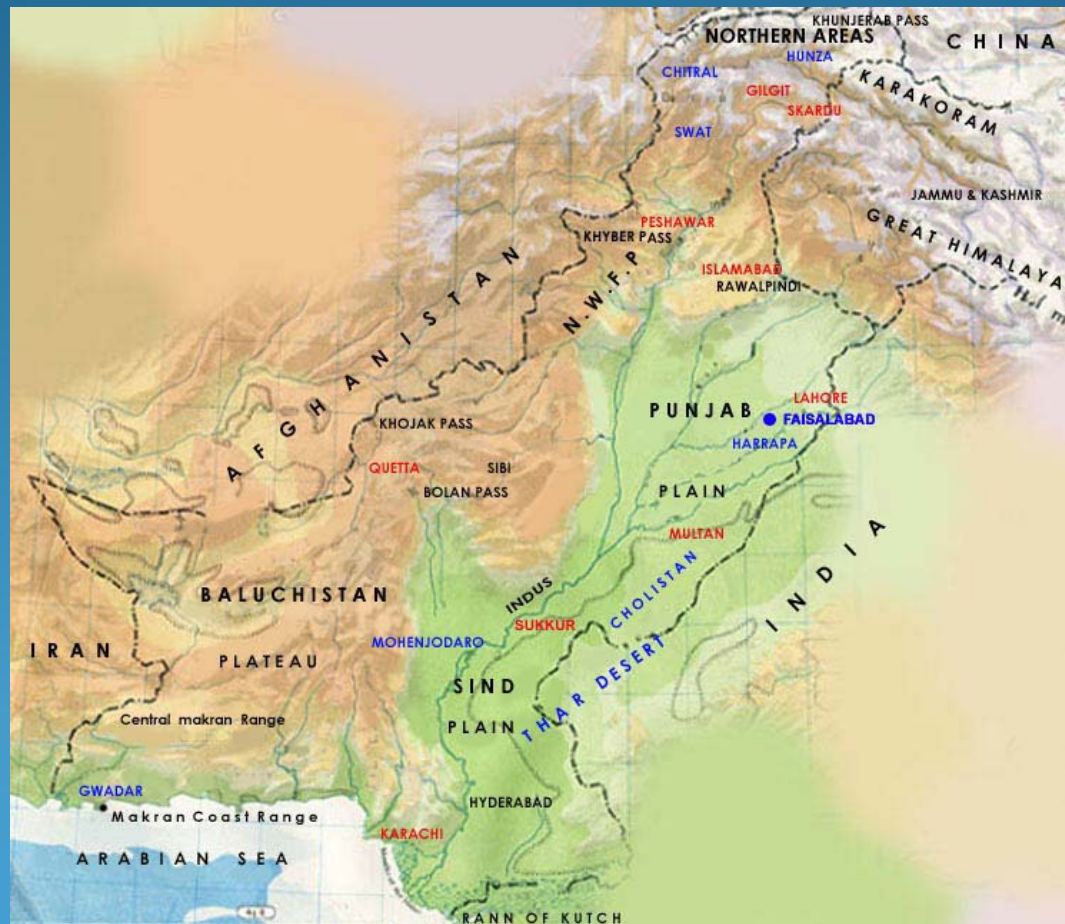 KHUNJERAB PASS
NORTHERN AREAS
CHINA
HUNZA
CHITRAL
GILGIT
KARAKORAM
SKARDU
SWAT
JAMMU & KASHMIR
GREAT HIMALAYA
PESHAWAR
KHYBER PASS
ISLAMABAD
RAWALPINDI
N.W.F.P
AFGHANISTAN
LAHORE
PUNJAB
FAISALABAD
KHOJAK PASS
HARRAPA
QUETTA
SIBI
BOLAN PASS
PLAIN
MULTAN
INDIA
CHOLISTAN
BALUCHISTAN
INDUS
SUKKUR
MOHENJODARO
IRAN
PLATEAU
THAR DESERT
SIND
PLAIN
Central makran Range
GWADAR
HYDERABAD
Makran Coast Range
KARACHI
ARABIAN SEA
RANN OF KUTCH